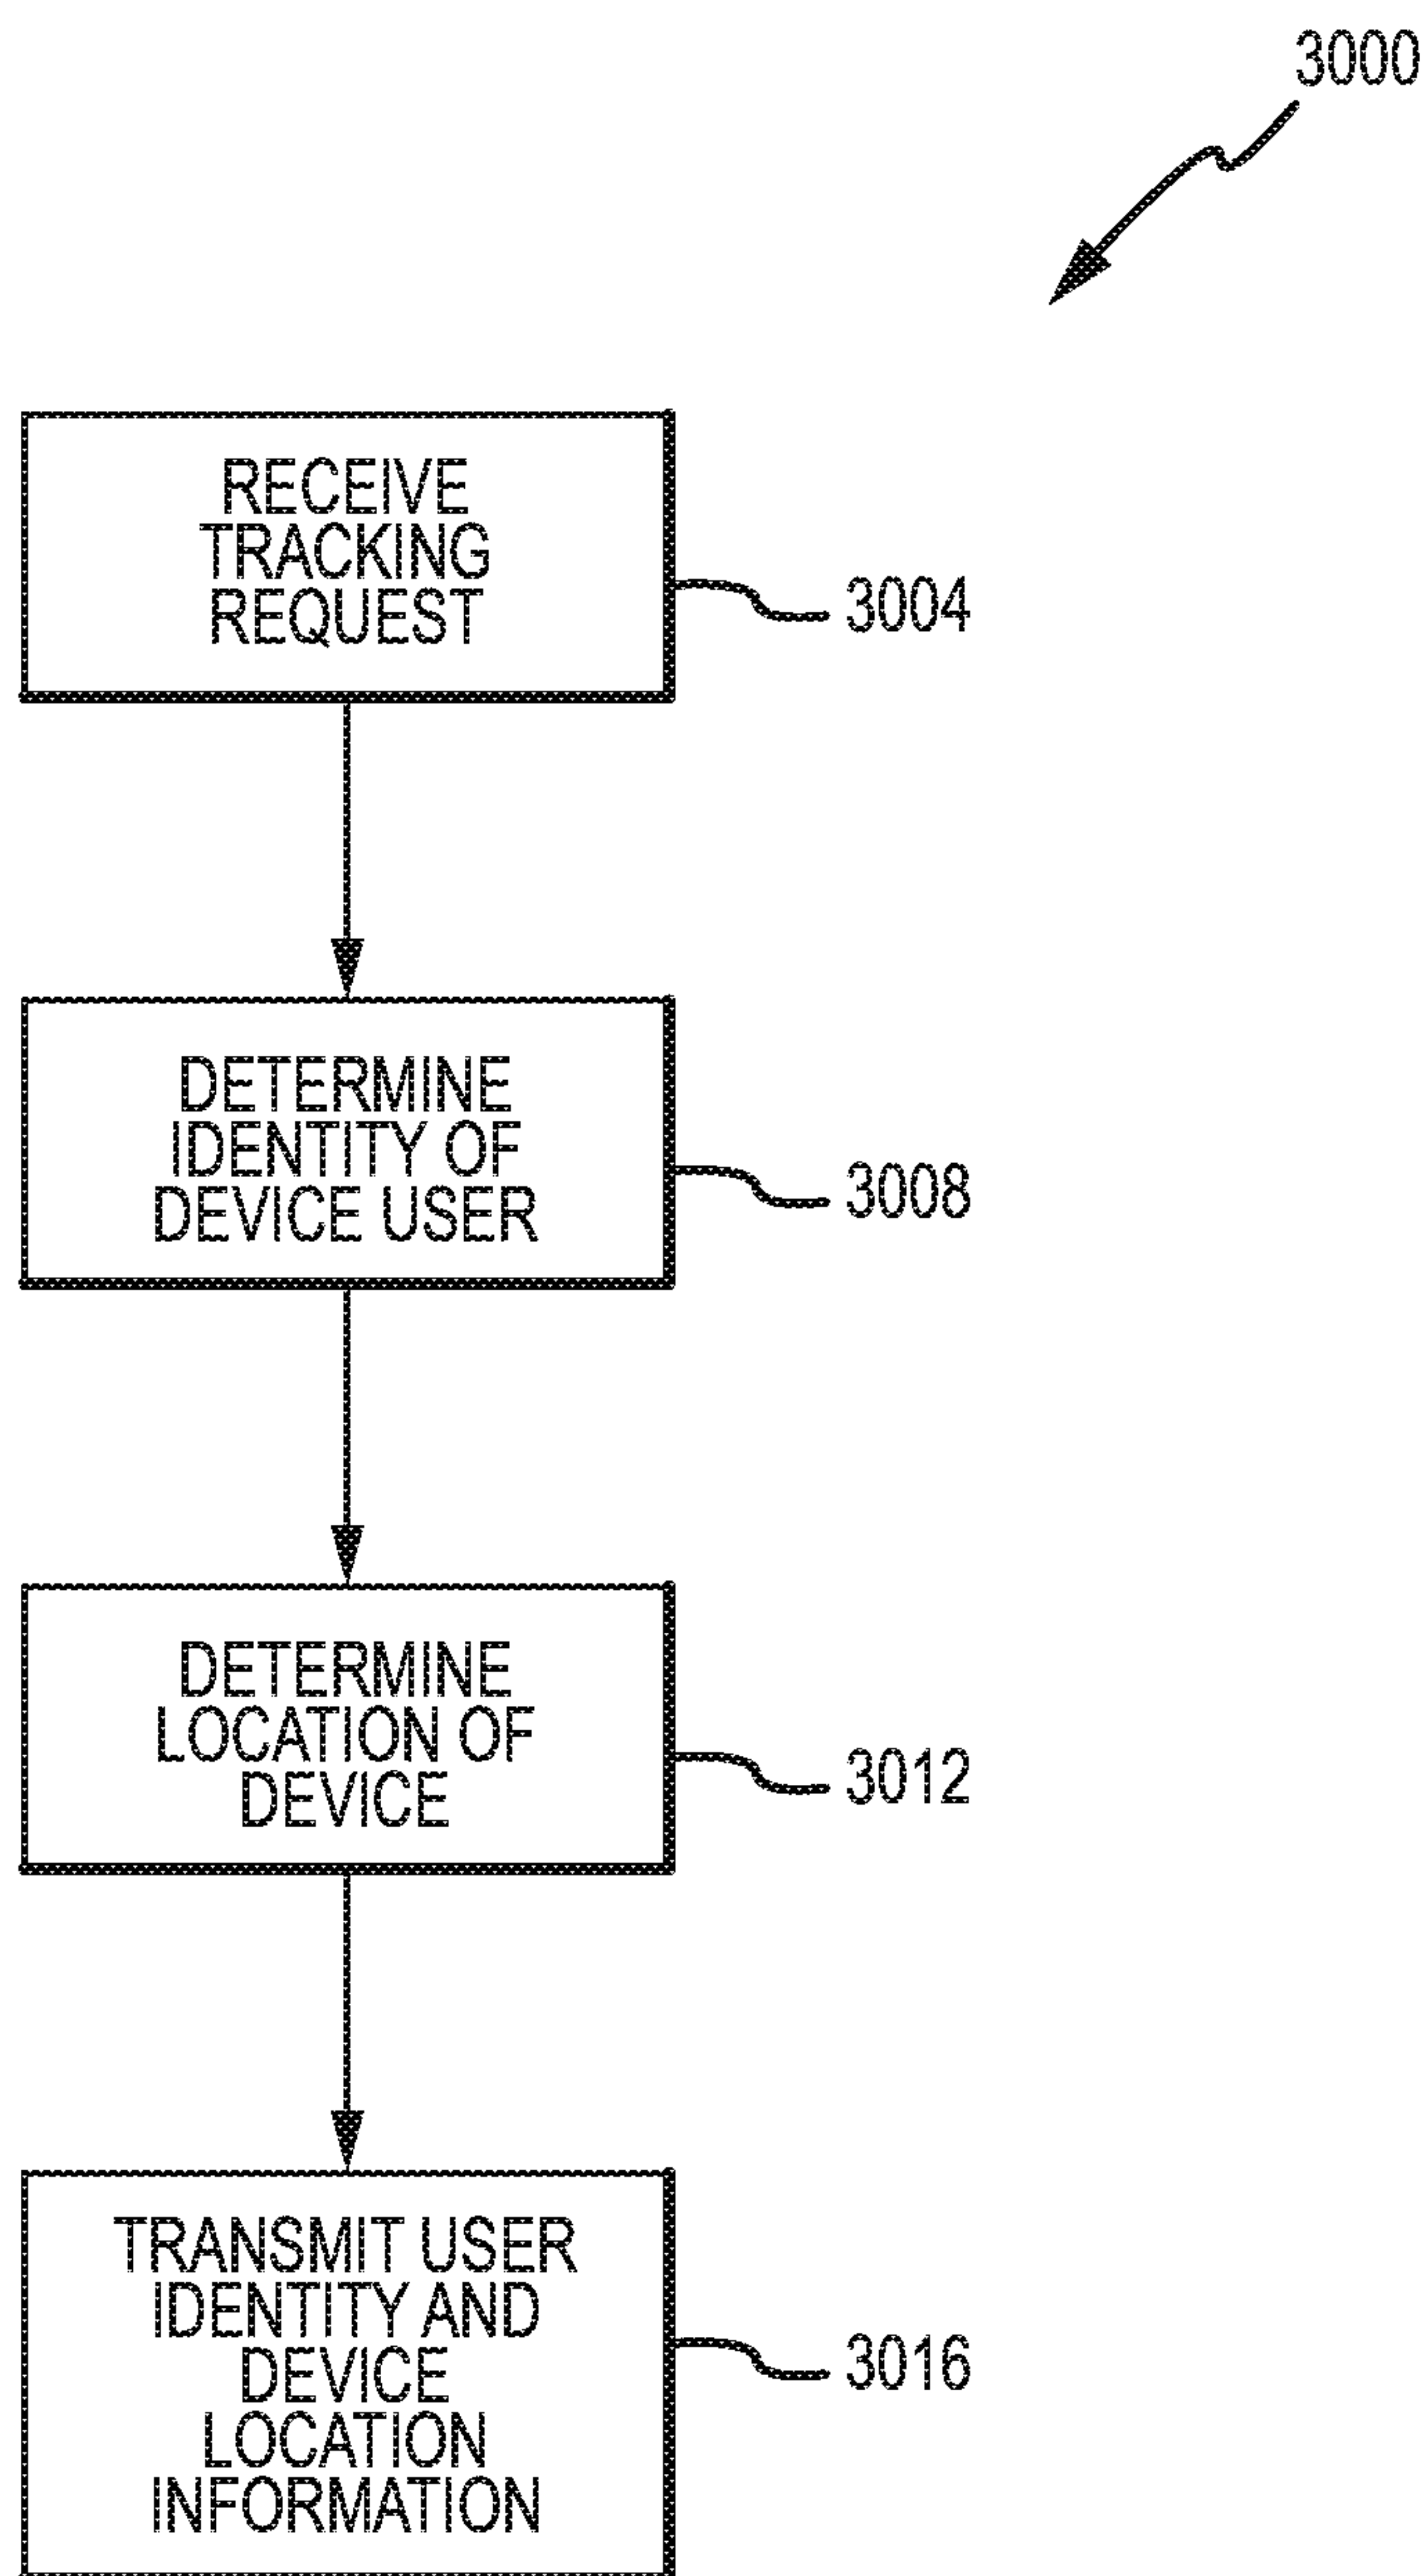 3000
RECEIVE
TRACKING
REQUEST
3004
DETERMINE
IDENTITY OF
DEVICE USER
3008
DETERMINE
LOCATION OF
DEVICE
3012
TRANSMIT USER
IDENTITY AND
DEVICE
LOCATION
INFORMATION
3016